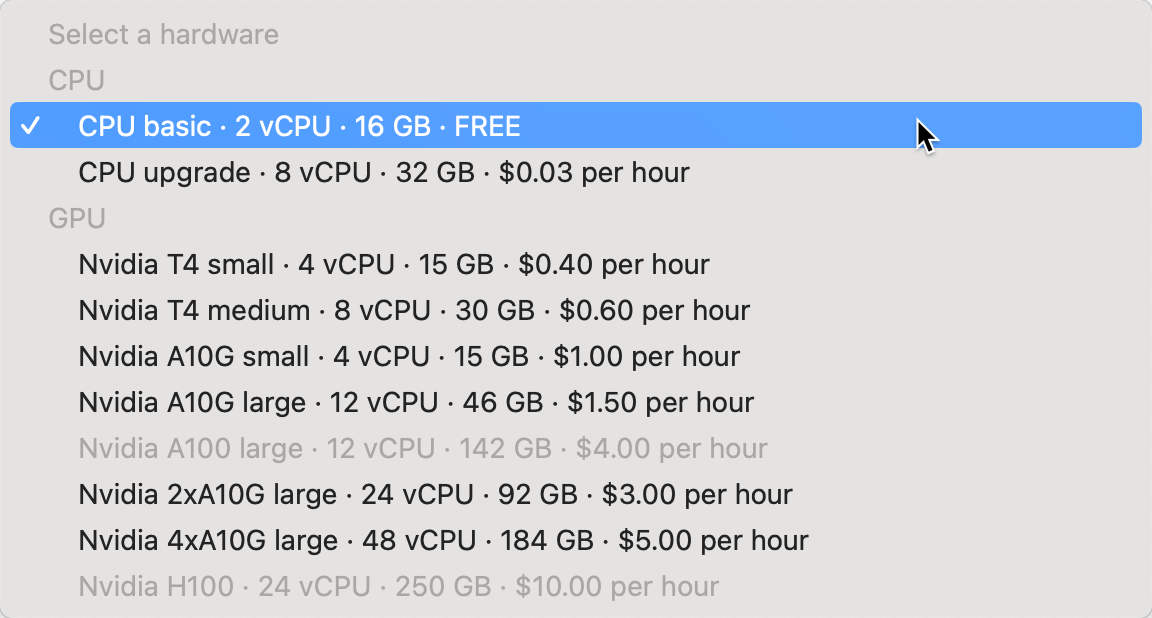 Select a hardware
CPU
✓ CPU basic · 2 vCPU · 16 GB · FREE
CPU upgrade · 8 vCPU · 32 GB · $0.03 per hour
GPU
Nvidia T4 small · 4 vCPU · 15 GB · $0.40 per hour
Nvidia T4 medium · 8 vCPU · 30 GB · $0.60 per hour
Nvidia A10G small · 4 vCPU · 15 GB · $1.00 per hour
Nvidia A10G large · 12 vCPU · 46 GB · $1.50 per hour
Nvidia A100 large · 12 vCPU · 142 GB · $4.00 per hour
Nvidia 2xA10G large · 24 vCPU · 92 GB · $3.00 per hour
Nvidia 4xA10G large · 48 vCPU · 184 GB · $5.00 per hour
Nvidia H100 · 24 vCPU · 250 GB · $10.00 per hour